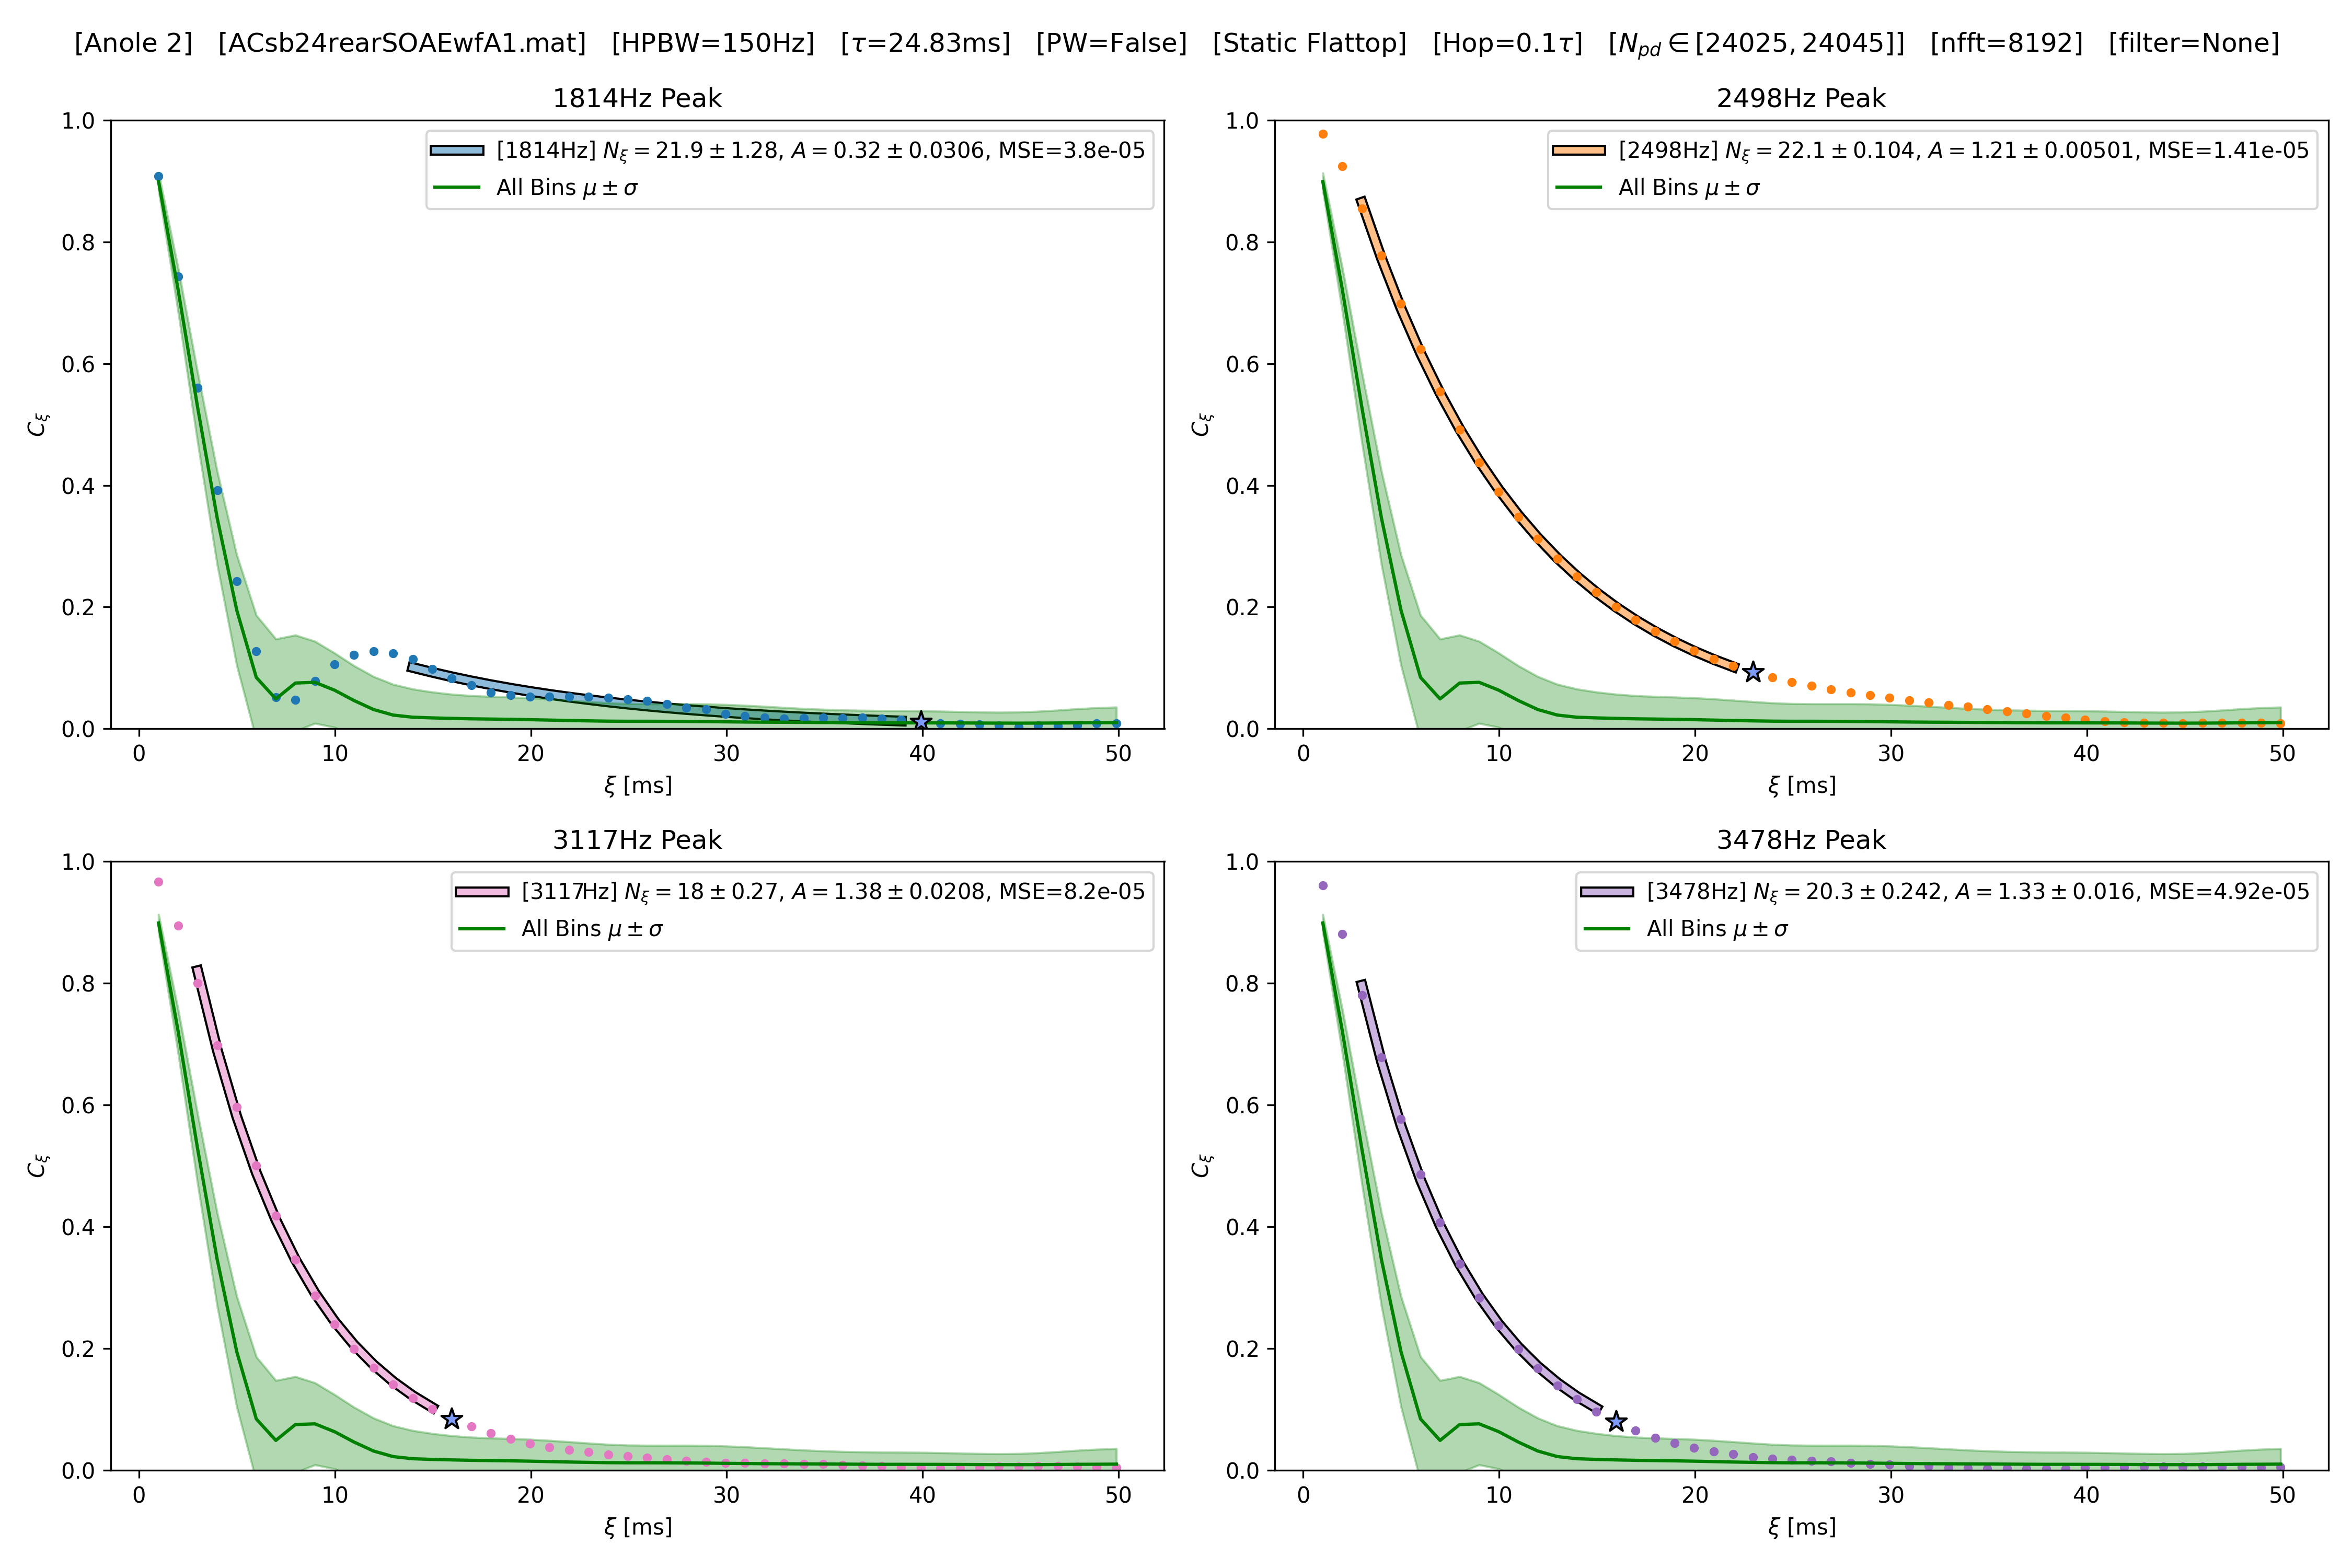 [Anole 2] [ACsb24rearSOAEwfA1.mat] [HPBW=150Hz] [τ=24.83ms] [PW=False] [Static Flattop] [Hop=0.1τ] [N_pd ∈ [24025, 24045]] [nfft=8192] [filter=None]
1814Hz Peak
[1814Hz] N_ξ = 21.9 ± 1.28, A = 0.32 ± 0.0306, MSE=3.8e-05
All Bins μ ± σ
1.0
0.8
0.6
0.4
0.2
0.0
C_ξ
0 10 20 30 40 50
ξ [ms]
2498Hz Peak
[2498Hz] N_ξ = 22.1 ± 0.104, A = 1.21 ± 0.00501, MSE=1.41e-05
All Bins μ ± σ
1.0
0.8
0.6
0.4
0.2
0.0
C_ξ
0 10 20 30 40 50
ξ [ms]
3117Hz Peak
[3117Hz] N_ξ = 18 ± 0.27, A = 1.38 ± 0.0208, MSE=8.2e-05
All Bins μ ± σ
1.0
0.8
0.6
0.4
0.2
0.0
C_ξ
0 10 20 30 40 50
ξ [ms]
3478Hz Peak
[3478Hz] N_ξ = 20.3 ± 0.242, A = 1.33 ± 0.016, MSE=4.92e-05
All Bins μ ± σ
1.0
0.8
0.6
0.4
0.2
0.0
C_ξ
0 10 20 30 40 50
ξ [ms]